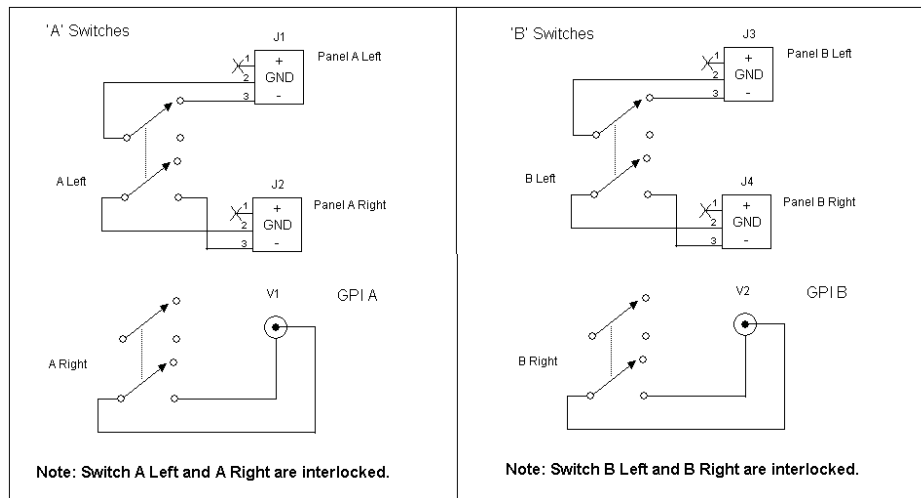 'A' Switches
J1
Panel A Left
1
+
2
GND
3
-
A Left
J2
Panel A Right
1
+
2
GND
3
-
V1
GPI A
A Right
Note: Switch A Left and A Right are interlocked.
'B' Switches
J3
Panel B Left
1
+
2
GND
3
-
B Left
J4
Panel B Right
1
+
2
GND
3
-
V2
GPI B
B Right
Note: Switch B Left and B Right are interlocked.